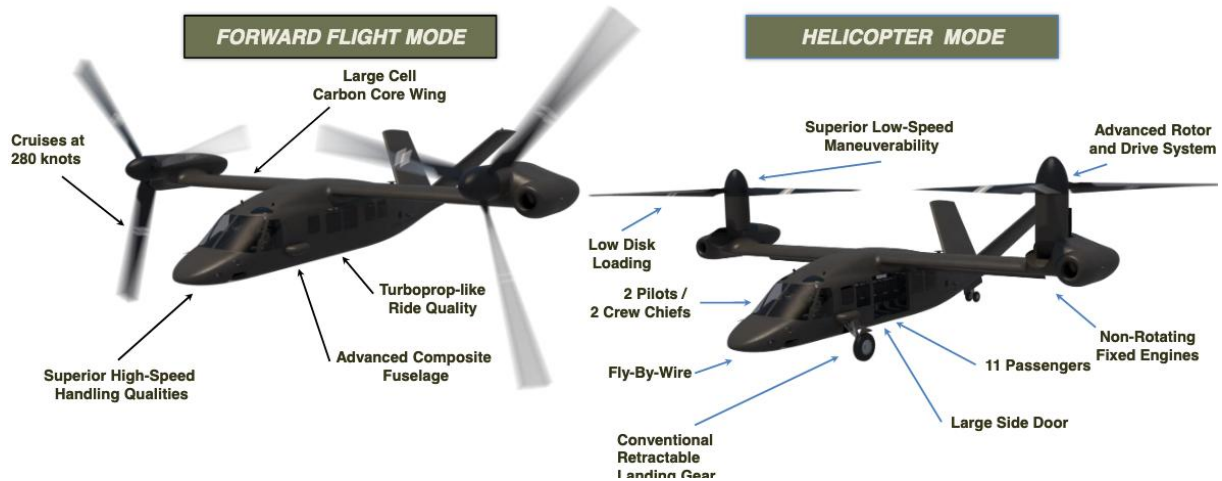 FORWARD FLIGHT MODE
Large Cell
Carbon Core Wing
Cruises at
280 knots
Turboprop-like
Ride Quality
Advanced Composite
Fuselage
Superior High-Speed
Handling Qualities
HELICOPTER MODE
Superior Low-Speed
Maneuverability
Advanced Rotor
and Drive System
Low Disk
Loading
2 Pilots /
2 Crew Chiefs
Non-Rotating
Fixed Engines
11 Passengers
Fly-By-Wire
Large Side Door
Conventional
Retractable
Landing Gear